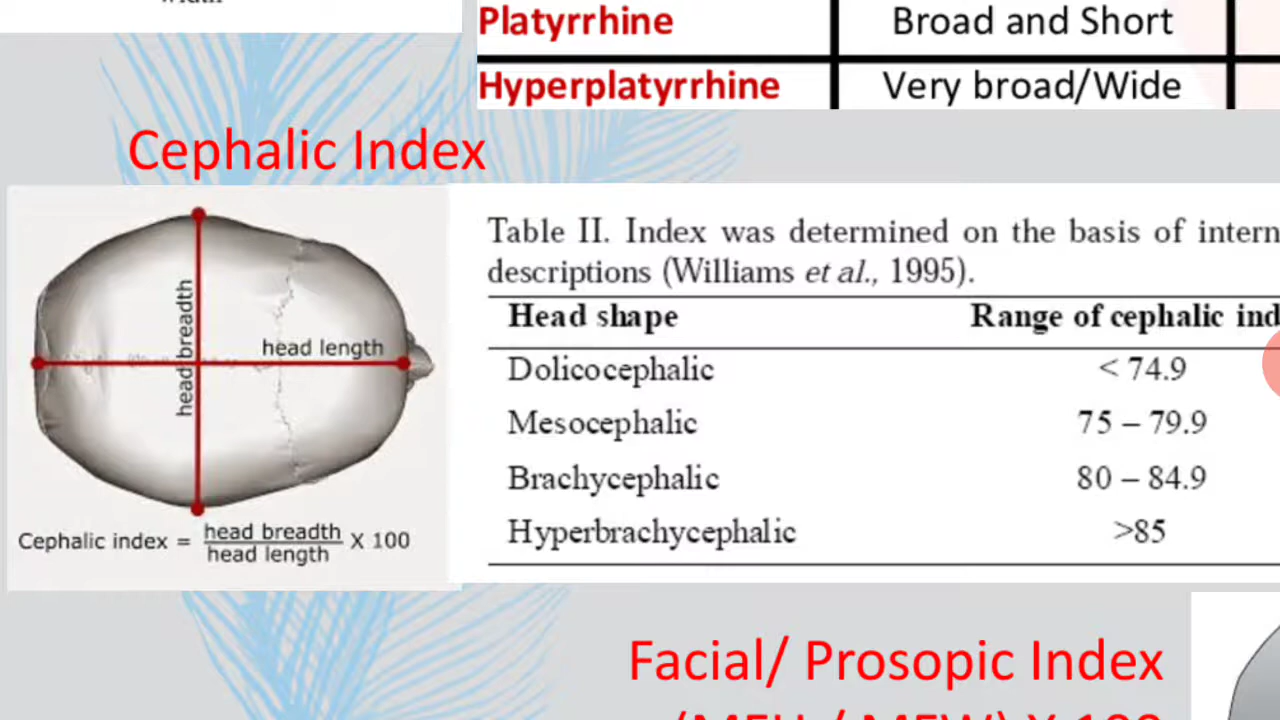 Platyrrhine Broad and Short
Hyperplatyrrhine Very broad/Wide
Cephalic Index
head breadth
head length
Cephalic index = head breadth
head length X 100
Table II. Index was determined on the basis of intern
descriptions (Williams et al., 1995).
Head shape Range of cephalic ind
Dolicocephalic < 74.9
Mesocephalic 75 – 79.9
Brachycephalic 80 – 84.9
Hyperbrachycephalic >85
Facial/ Prosopic Index